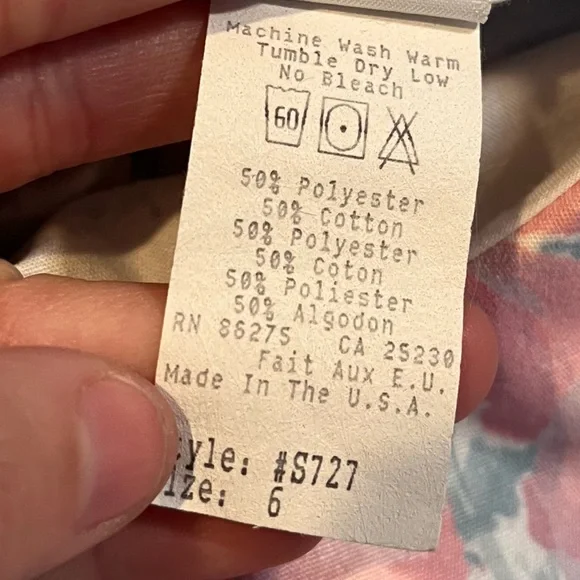 Machine Wash Warm
Tumble Dry Low
No Bleach
60
50% Polyester
50% Cotton
50% Polyester
50% Coton
50% Poliester
50% Algodon
RN 86275 CA 25230
Fait Aux E.U.
Made In The U.S.A.
yle: #S727
ize: 6